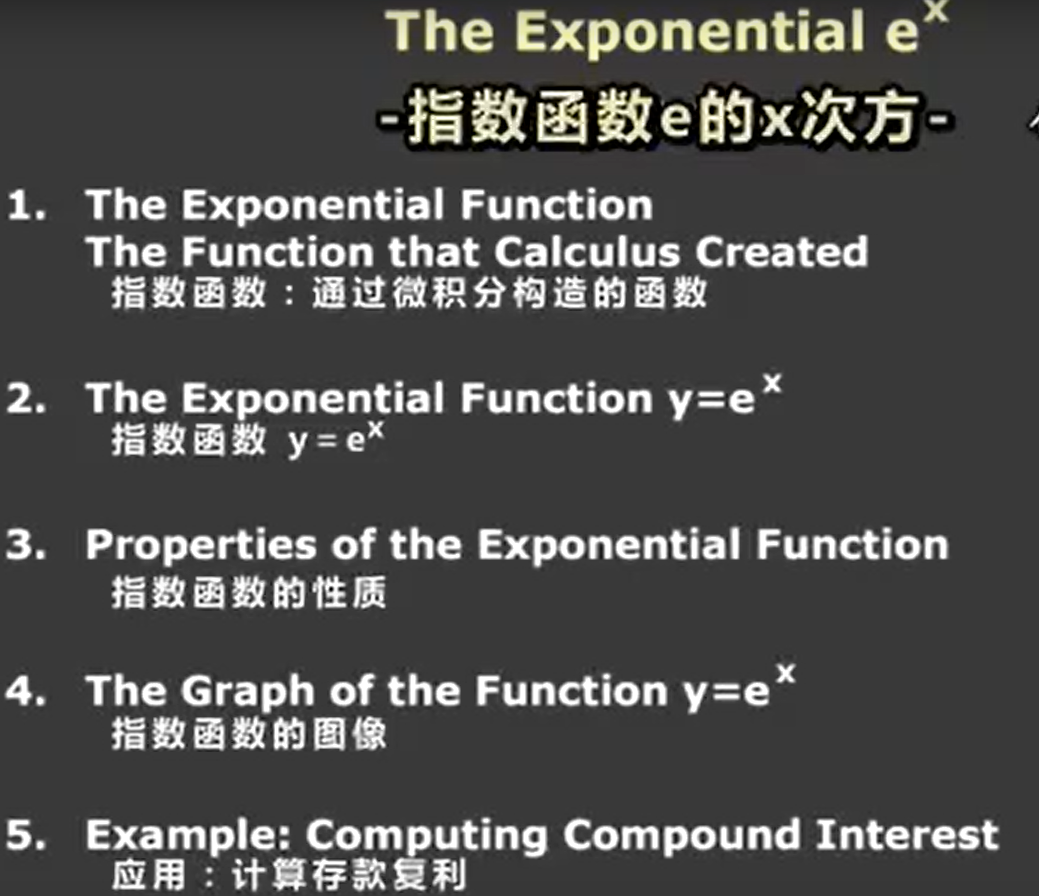 The Exponential eˣ
-指数函数e的x次方-
1. The Exponential Function
The Function that Calculus Created
指数函数：通过微积分构造的函数
2. The Exponential Function y=eˣ
指数函数 y=eˣ
3. Properties of the Exponential Function
指数函数的性质
4. The Graph of the Function y=eˣ
指数函数的图像
5. Example: Computing Compound Interest
应用：计算存款复利